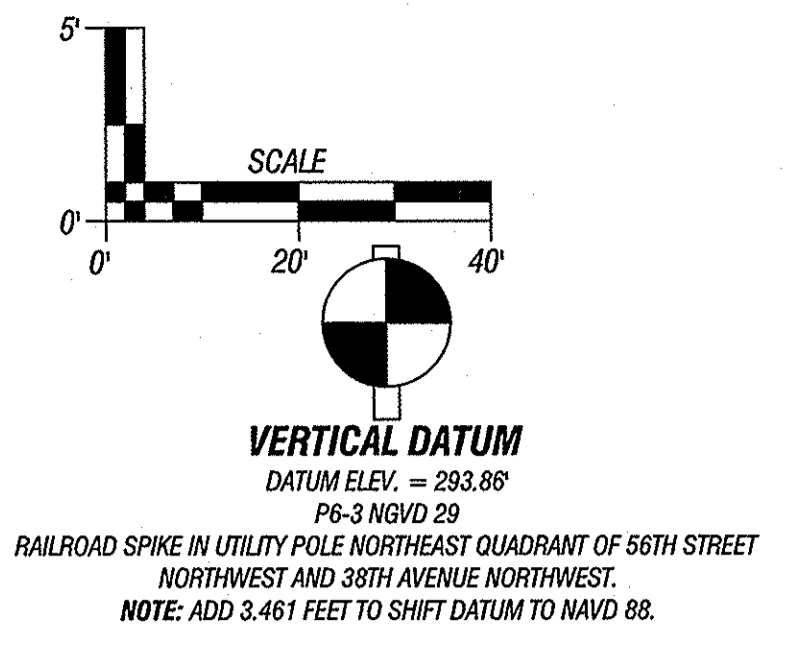 5'
SCALE
0'
0' 20' 40'
VERTICAL DATUM
DATUM ELEV. = 293.86'
P6-3 NGVD 29
RAILROAD SPIKE IN UTILITY POLE NORTHEAST QUADRANT OF 56TH STREET
NORTHWEST AND 38TH AVENUE NORTHWEST.
NOTE: ADD 3.461 FEET TO SHIFT DATUM TO NAVD 88.